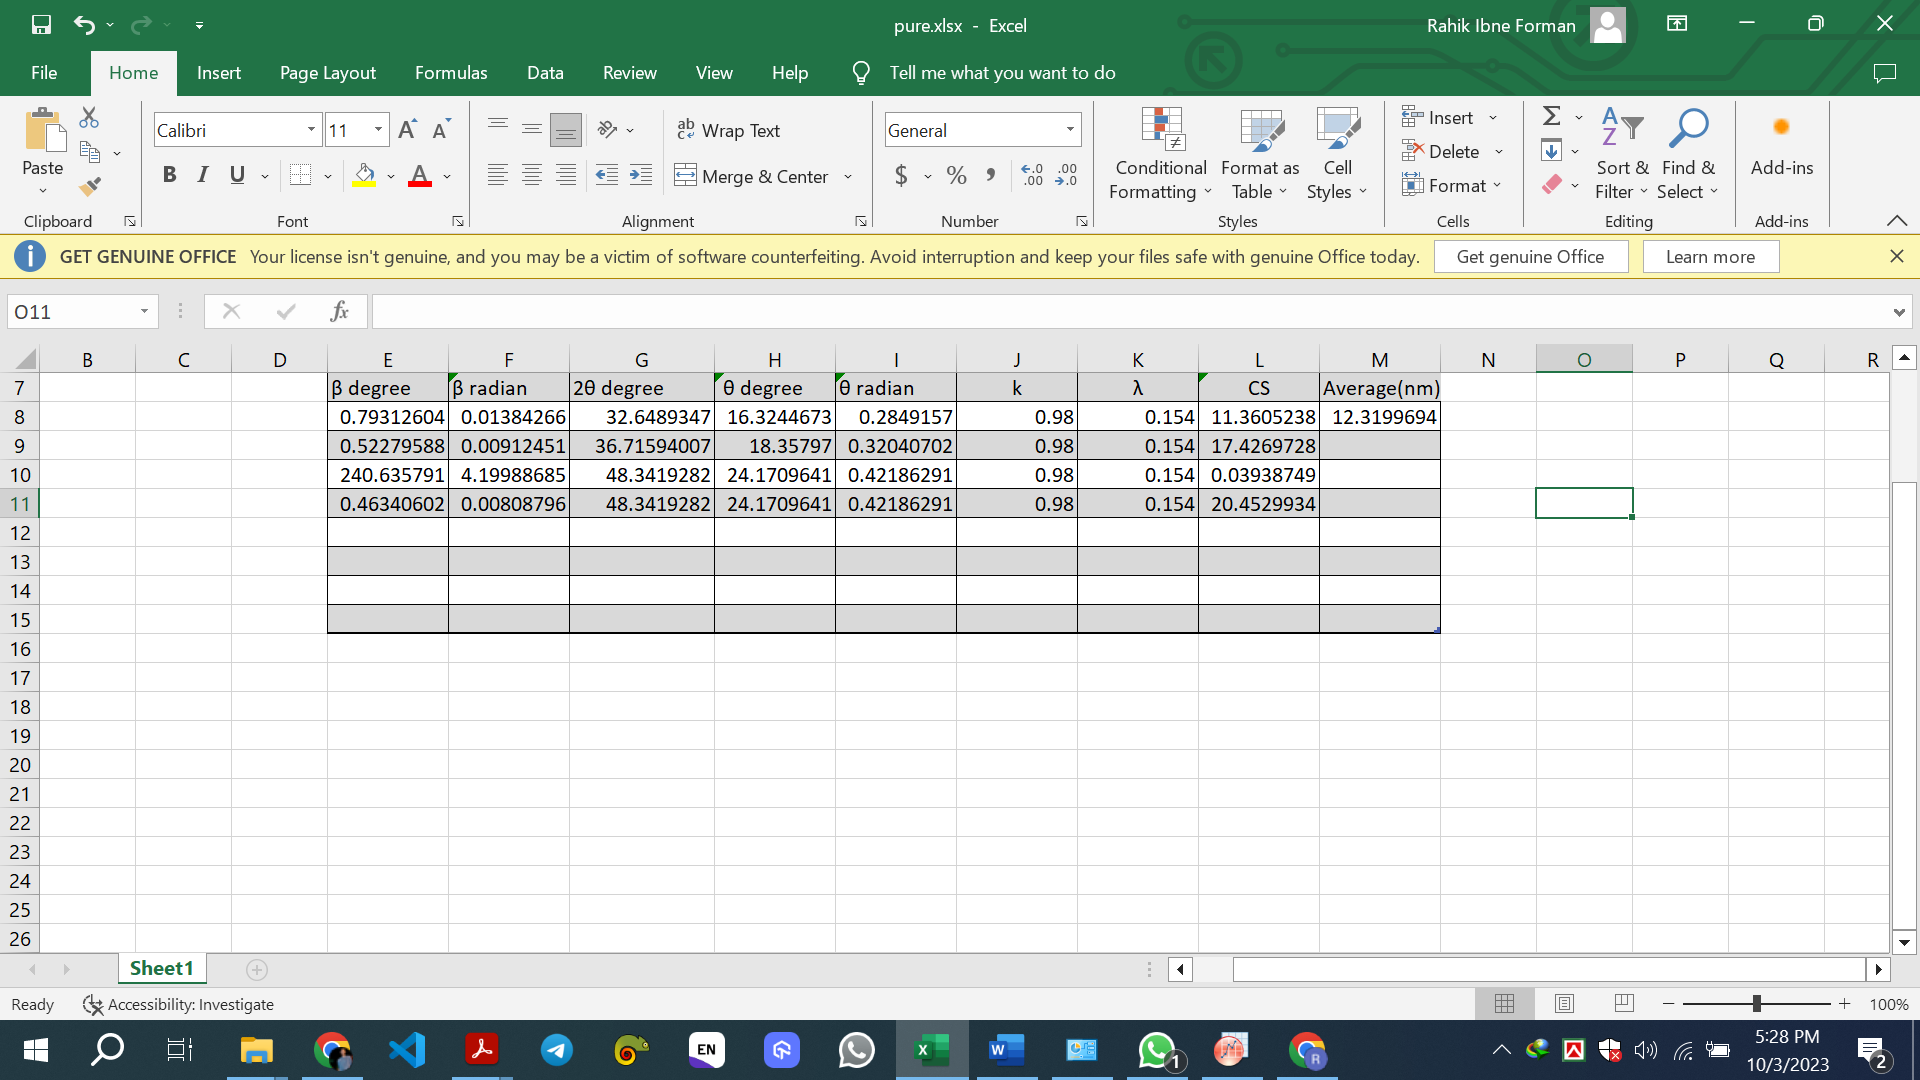 pure.xlsx - Excel
Rahik Ibne Forman
File Home Insert Page Layout Formulas Data Review View Help Tell me what you want to do
Paste
Clipboard
Calibri 11
B I U
Font
Wrap Text
Merge & Center
Alignment
General
$ % ,
Number
Conditional Formatting
Format as Table
Cell Styles
Styles
Insert
Delete
Format
Cells
Sort & Filter
Find & Select
Editing
Add-ins
Add-ins
GET GENUINE OFFICE Your license isn't genuine, and you may be a victim of software counterfeiting. Avoid interruption and keep your files safe with genuine Office today. Get genuine Office Learn more
O11 fx
B C D E F G H I J K L M N O P Q R
7 β degree β radian 2θ degree θ degree θ radian k λ CS Average(nm)
8 0.79312604 0.01384266 32.6489347 16.3244673 0.2849157 0.98 0.154 11.3605238 12.3199694
9 0.52279588 0.00912451 36.71594007 18.35797 0.32040702 0.98 0.154 17.4269728
10 240.635791 4.19988685 48.3419282 24.1709641 0.42186291 0.98 0.154 0.03938749
11 0.46340602 0.00808796 48.3419282 24.1709641 0.42186291 0.98 0.154 20.4529934
12
13
14
15
16
17
18
19
20
21
22
23
24
25
26
Sheet1
Ready Accessibility: Investigate 100%
EN
1
R
5:28 PM
10/3/2023
2